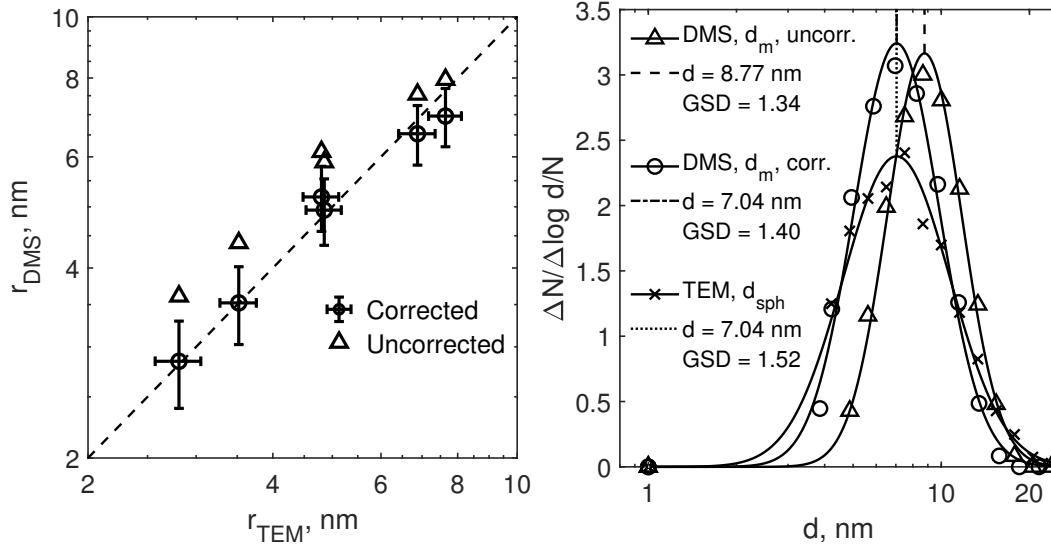 10
8
6
4
2
r_DMS, nm
Corrected
Uncorrected
2
4
6
8
10
r_TEM, nm
3.5
3
2.5
2
1.5
1
0.5
0
ΔN/Δlog d/N
DMS, d_m, uncorr.
d = 8.77 nm
GSD = 1.34
DMS, d_m, corr.
d = 7.04 nm
GSD = 1.40
TEM, d_sph
d = 7.04 nm
GSD = 1.52
1
10
20
d, nm